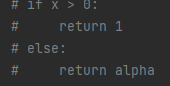 # if x > 0:
#     return 1
# else:
#     return alpha